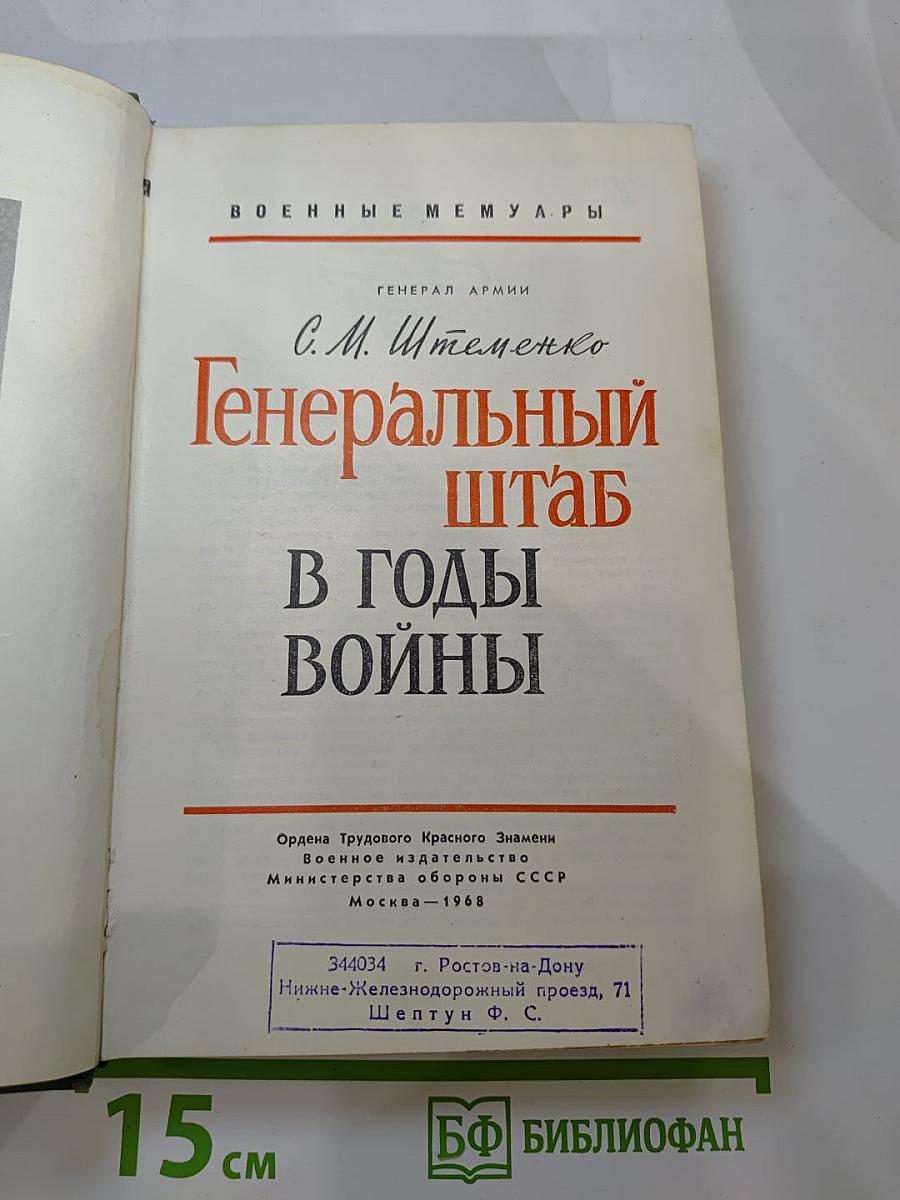 ВОЕННЫЕ МЕМУАРЫ
ГЕНЕРАЛ АРМИИ
С. М. Штеменко
Генеральный
штаб
в годы
войны
Ордена Трудового Красного Знамени
Военное издательство
Министерства обороны СССР
Москва—1968
344034 г. Ростов-на-Дону
Нижне-Железнодорожный проезд, 71
Шептун Ф. С.
15 см
БФ БИБЛИОФАН